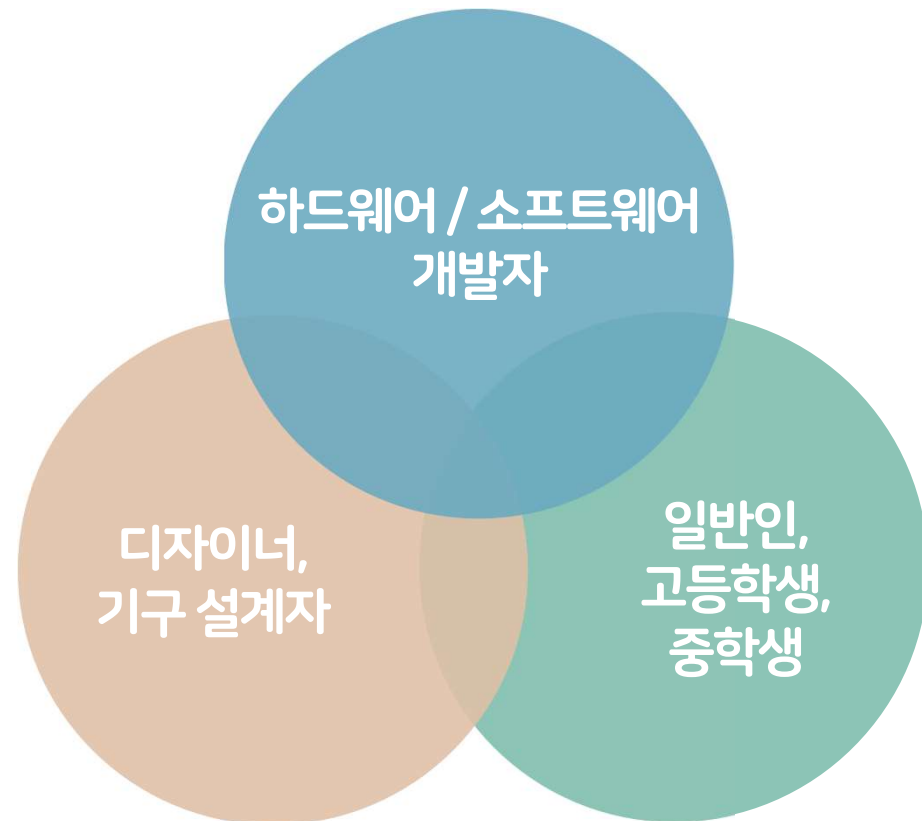 하드웨어 / 소프트웨어
개발자
디자이너,
기구 설계자
일반인,
고등학생,
중학생